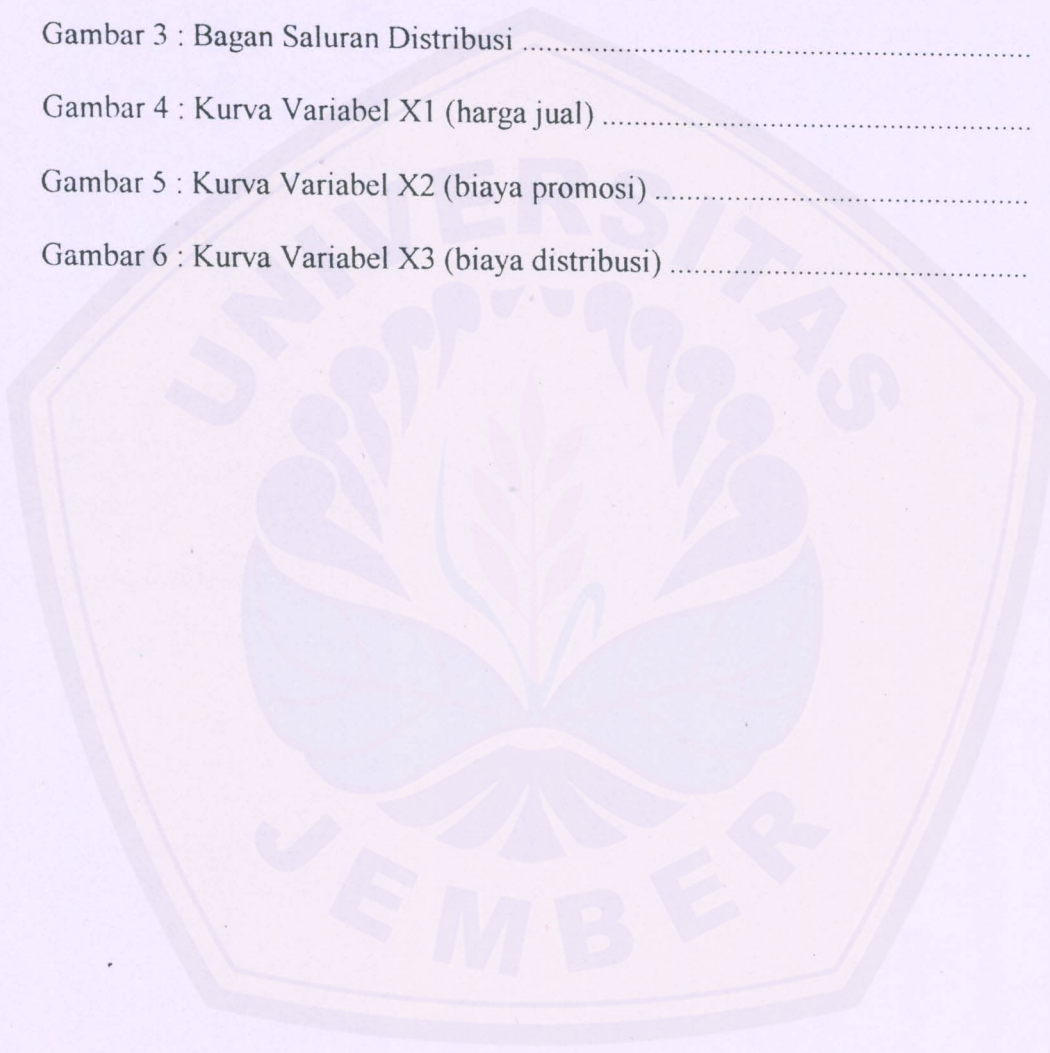 Gambar 3 : Bagan Saluran Distribusi ................................................................
Gambar 4 : Kurva Variabel X1 (harga jual) ......................................................
Gambar 5 : Kurva Variabel X2 (biaya promosi) ...............................................
Gambar 6 : Kurva Variabel X3 (biaya distribusi) .............................................
UNIVERSITAS
JEMBER